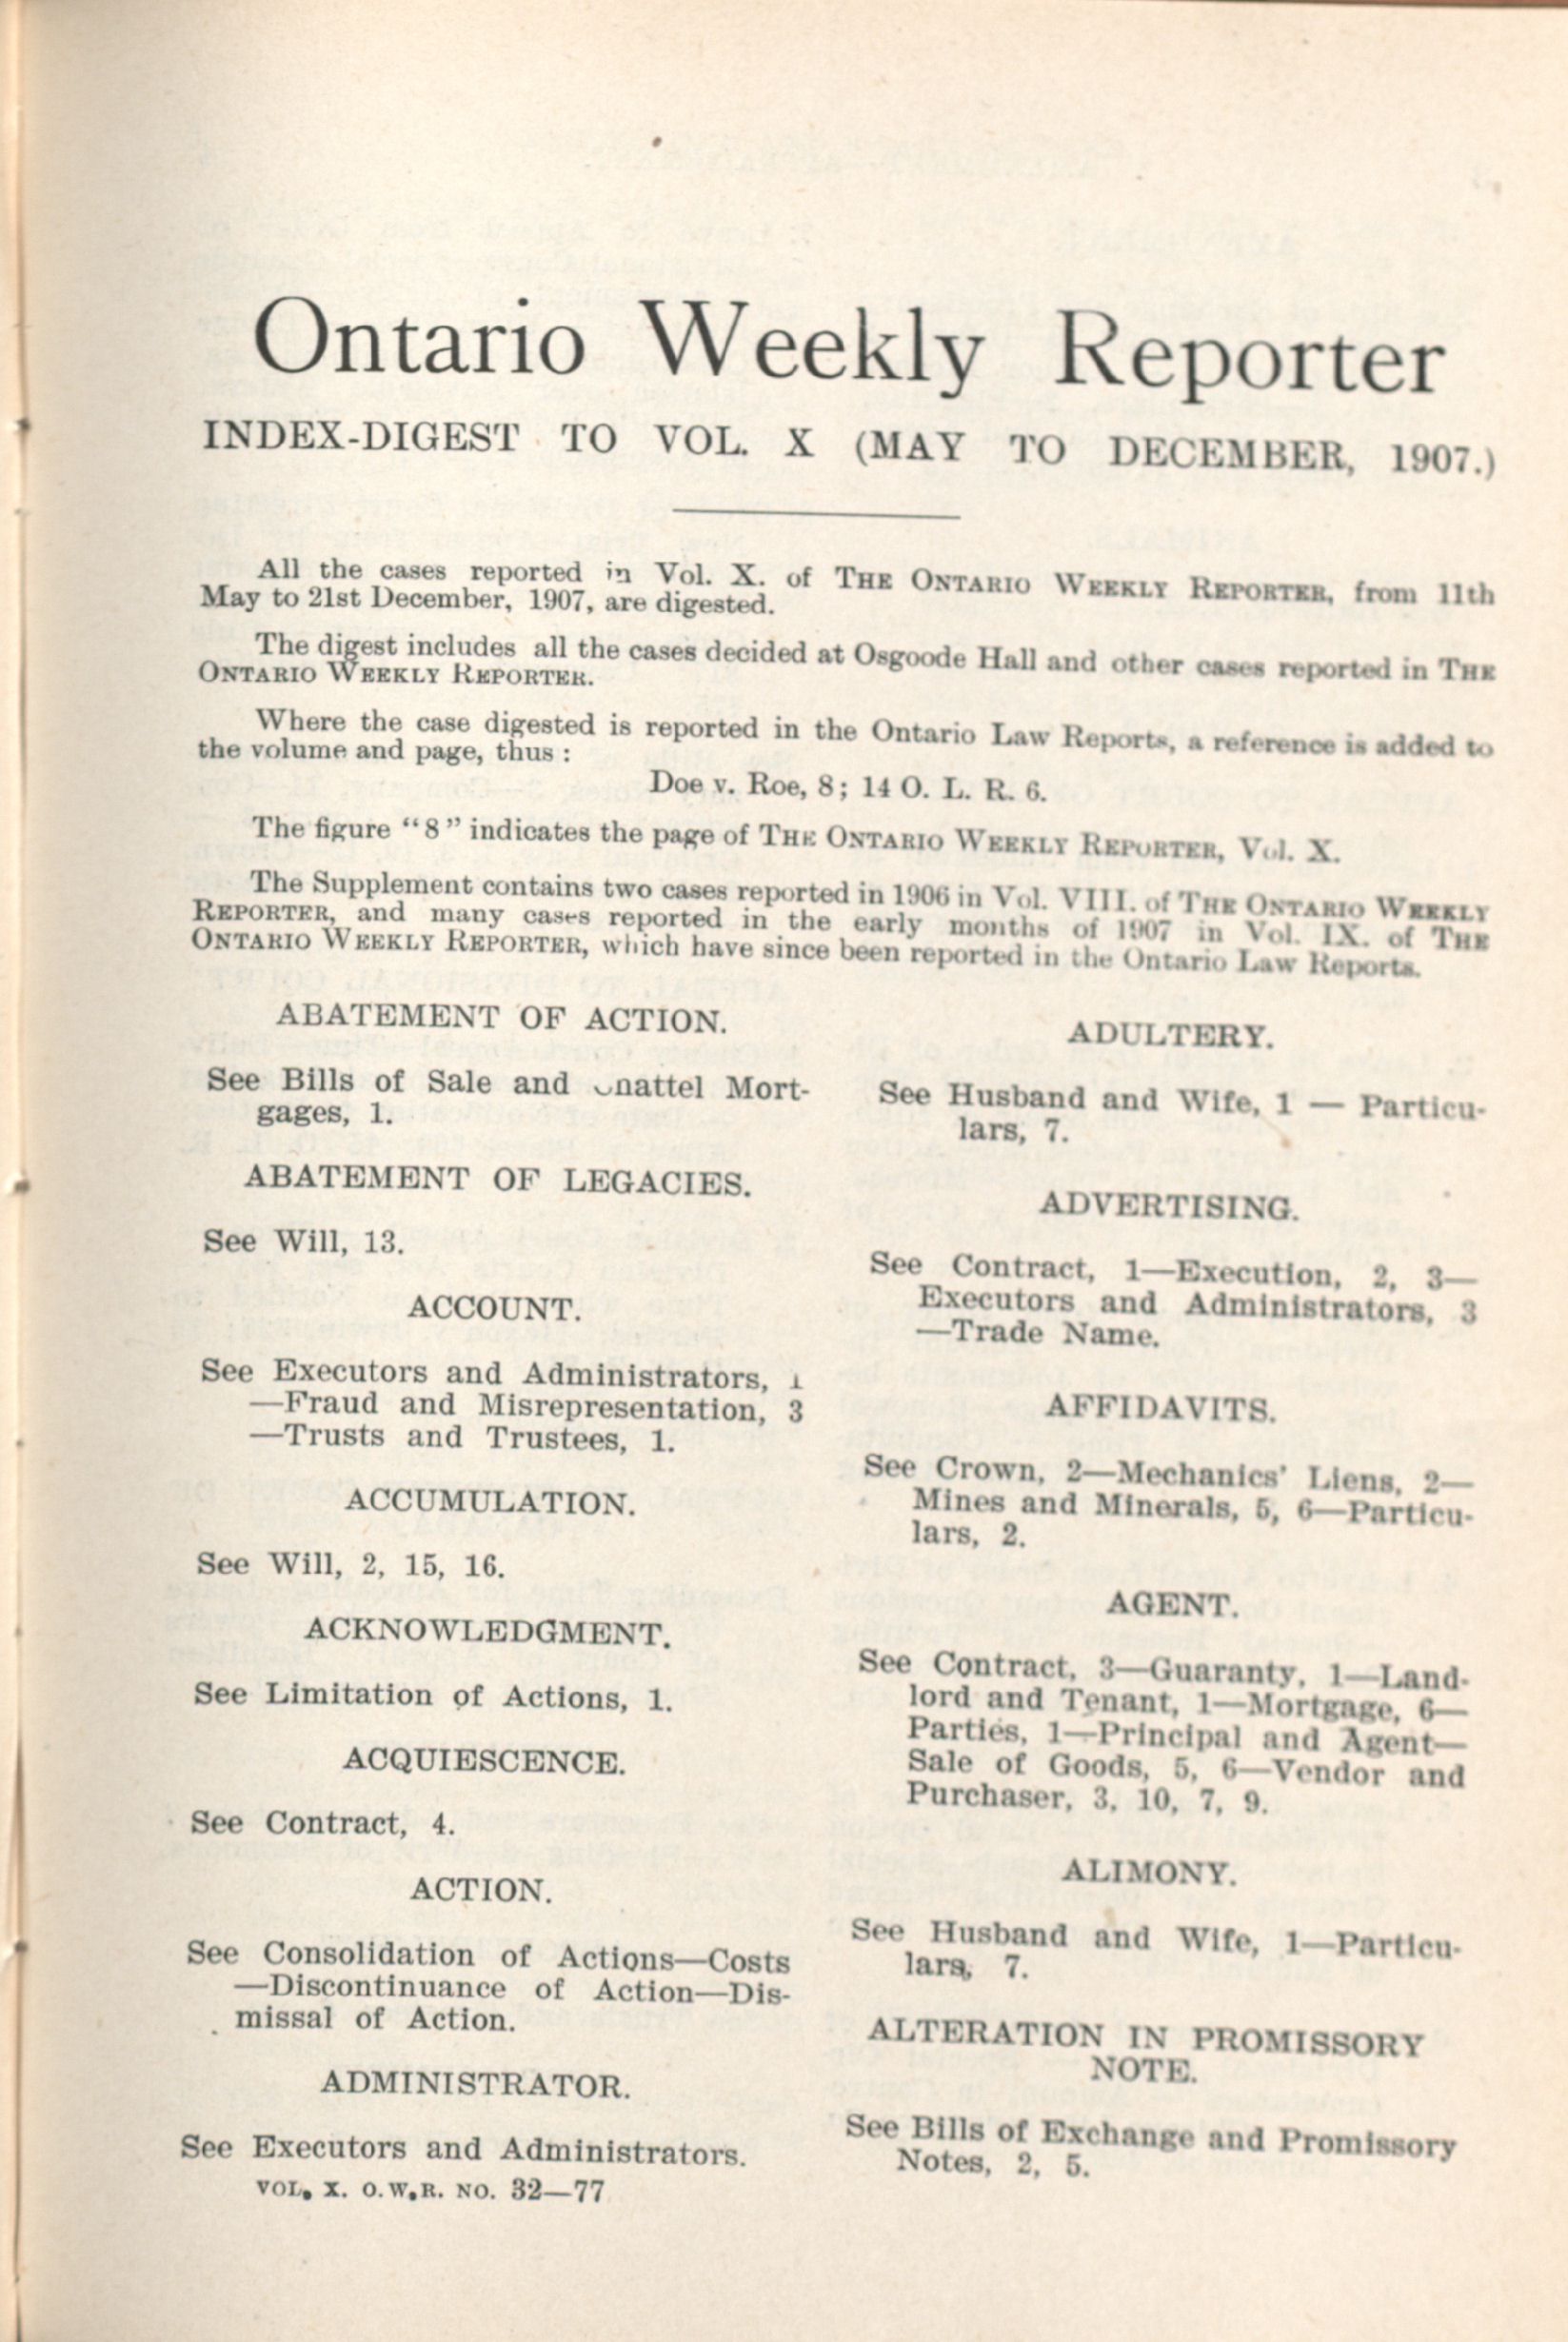 Ontario Weekly Reporter
INDEX-DIGEST TO VOL. X (MAY TO DECEMBER, 1907.)
All the cases reported in Vol. X. of THE ONTARIO WEEKLY REPORTER, from 11th
May to 21st December, 1907, are digested.
The digest includes all the cases decided at Osgoode Hall and other cases reported in THE
ONTARIO WEEKLY REPORTER.
Where the case digested is reported in the Ontario Law Reports, a reference is added to
the volume and page, thus :
Doe v. Roe, 8; 14 O. L. R. 6.
The figure "8" indicates the page of THE ONTARIO WEEKLY REPORTER, Vol. X.
The Supplement contains two cases reported in 1906 in Vol. VIII. of THE ONTARIO WEEKLY
REPORTER, and many cases reported in the early months of 1907 in Vol. IX. of THE
ONTARIO WEEKLY REPORTER, which have since been reported in the Ontario Law Reports.
ABATEMENT OF ACTION.
See Bills of Sale and Chattel Mort-
gages, 1.
ABATEMENT OF LEGACIES.
See Will, 13.
ACCOUNT.
See Executors and Administrators, 1
—Fraud and Misrepresentation, 3
—Trusts and Trustees, 1.
ACCUMULATION.
See Will, 2, 15, 16.
ACKNOWLEDGMENT.
See Limitation of Actions, 1.
ACQUIESCENCE.
See Contract, 4.
ACTION.
See Consolidation of Actions—Costs
—Discontinuance of Action—Dis-
missal of Action.
ADMINISTRATOR.
See Executors and Administrators.
VOL. X. O.W.R. NO. 32—77
ADULTERY.
See Husband and Wife, 1 — Particu-
lars, 7.
ADVERTISING.
See Contract, 1—Execution, 2, 3—
Executors and Administrators, 3
—Trade Name.
AFFIDAVITS.
See Crown, 2—Mechanics' Liens, 2—
Mines and Minerals, 5, 6—Particu-
lars, 2.
AGENT.
See Contract, 3—Guaranty, 1—Land-
lord and Tenant, 1—Mortgage, 6—
Parties, 1—Principal and Agent—
Sale of Goods, 5, 6—Vendor and
Purchaser, 3, 10, 7, 9.
ALIMONY.
See Husband and Wife, 1—Particu-
lars, 7.
ALTERATION IN PROMISSORY
NOTE.
See Bills of Exchange and Promissory
Notes, 2, 5.